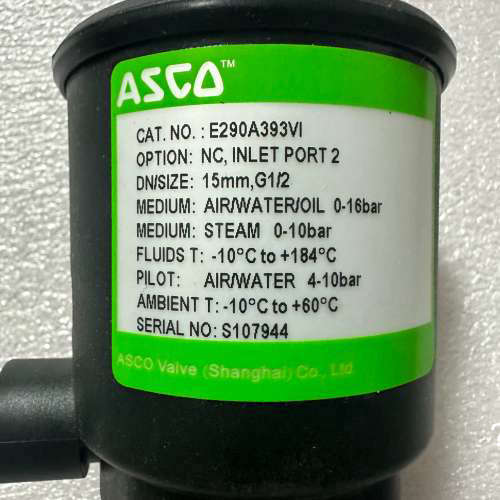 ASCO™
CAT. NO. : E290A393VI
OPTION: NC, INLET PORT 2
DN/SIZE: 15mm,G1/2
MEDIUM: AIR/WATER/OIL 0-16bar
MEDIUM: STEAM 0-10bar
FLUIDS T: -10°C to +184°C
PILOT: AIR/WATER 4-10bar
AMBIENT T: -10°C to +60°C
SERIAL NO: S107944
ASCO Valve (Shanghai) Co., Ltd